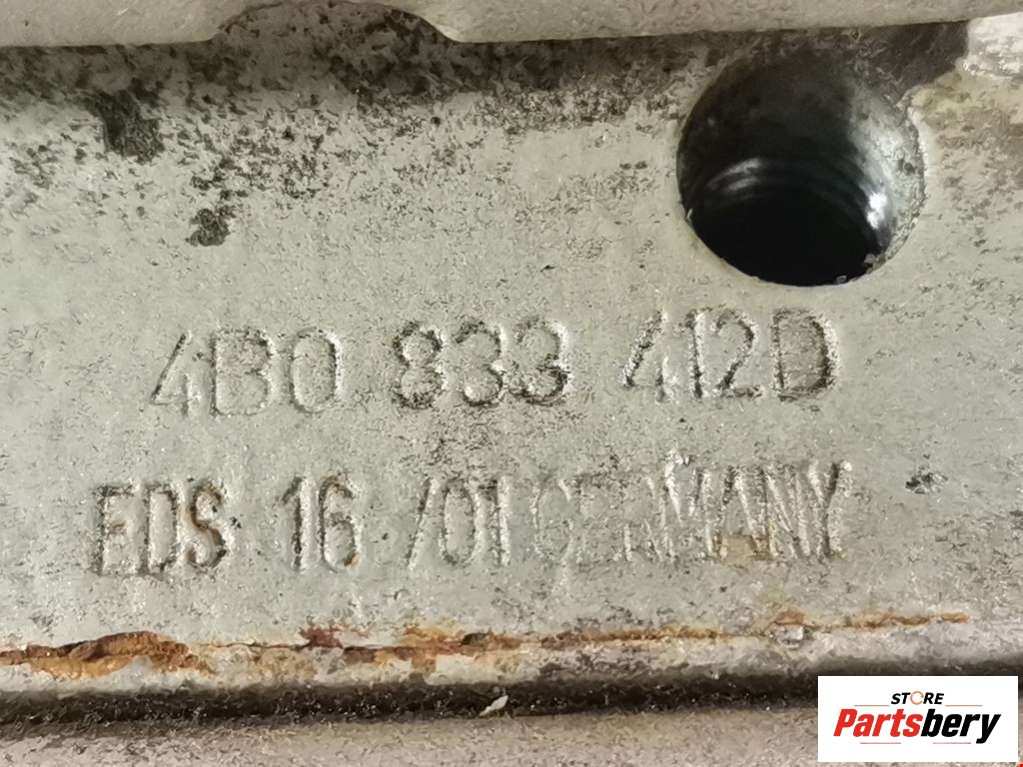 4B0 833 412D
EDS 16 /01 GERMANY
STORE
Partsbery